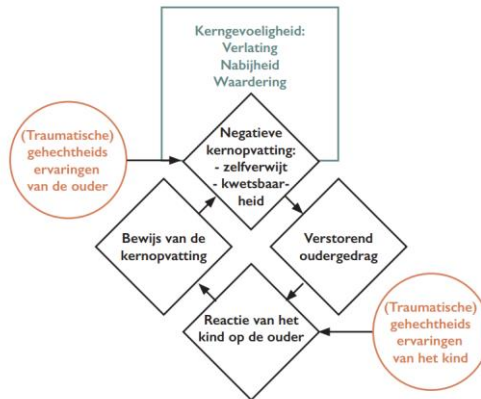 Kerngevoeligheid:
Verlating
Nabijheid
Waardering
(Traumatische)
gehechtheids
ervaringen
van de ouder
Negatieve
kernopvatting:
- zelfverwijt
- kwetsbaar-
heid
Bewijs van de
kernopvatting
Verstorend
oudergedrag
Reactie van het
kind op de ouder
(Traumatische)
gehechtheids
ervaringen
van het kind